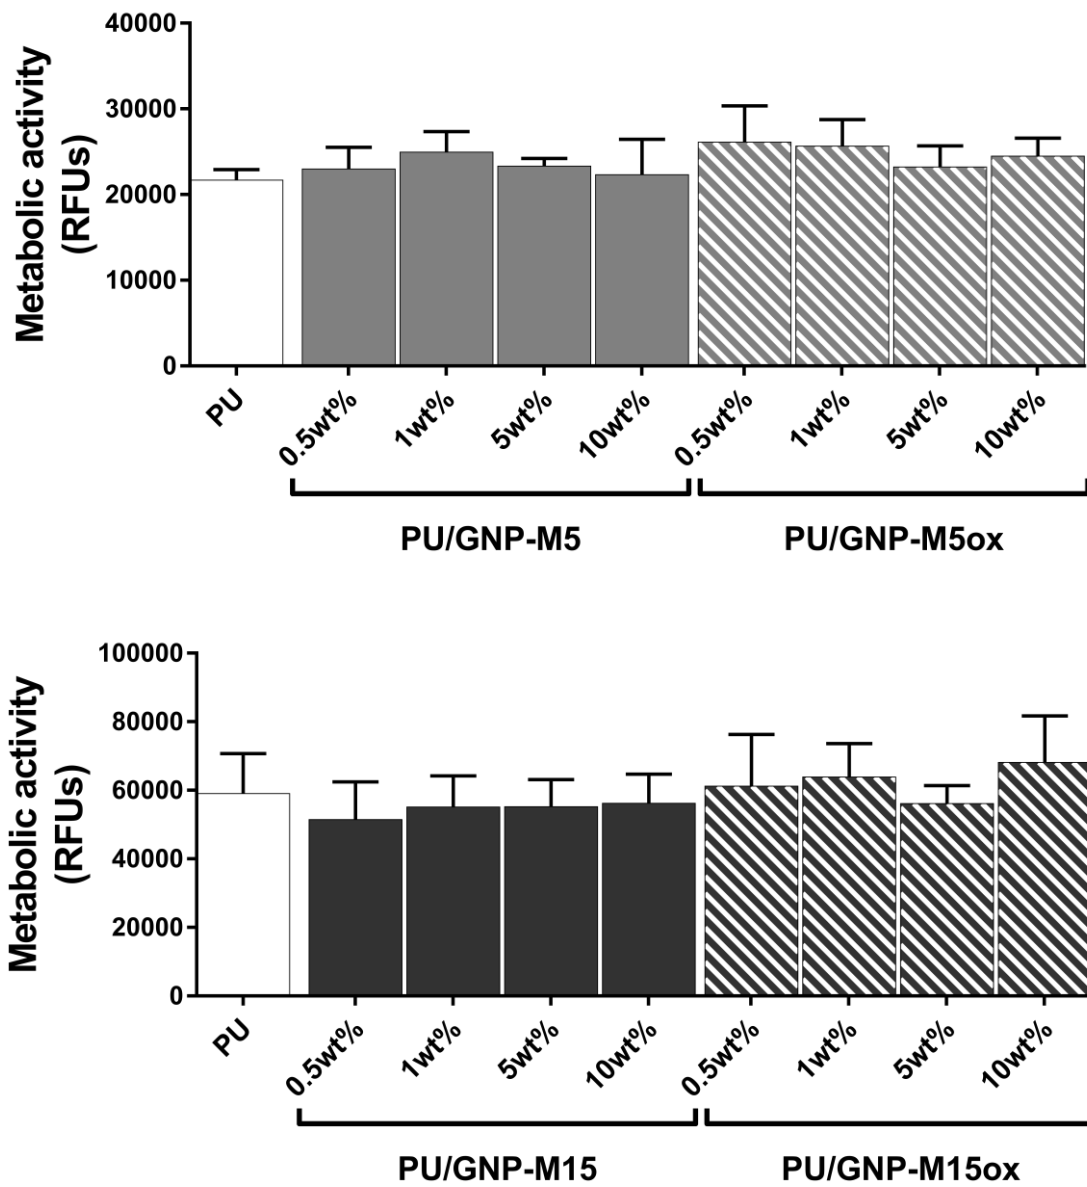 Metabolic activity
(RFUs)
40000
30000
20000
10000
0
PU
0.5wt%
1wt%
5wt%
10wt%
0.5wt%
1wt%
5wt%
10wt%
PU/GNP-M5
PU/GNP-M5ox
Metabolic activity
(RFUs)
100000
80000
60000
40000
20000
0
PU
0.5wt%
1wt%
5wt%
10wt%
0.5wt%
1wt%
5wt%
10wt%
PU/GNP-M15
PU/GNP-M15ox